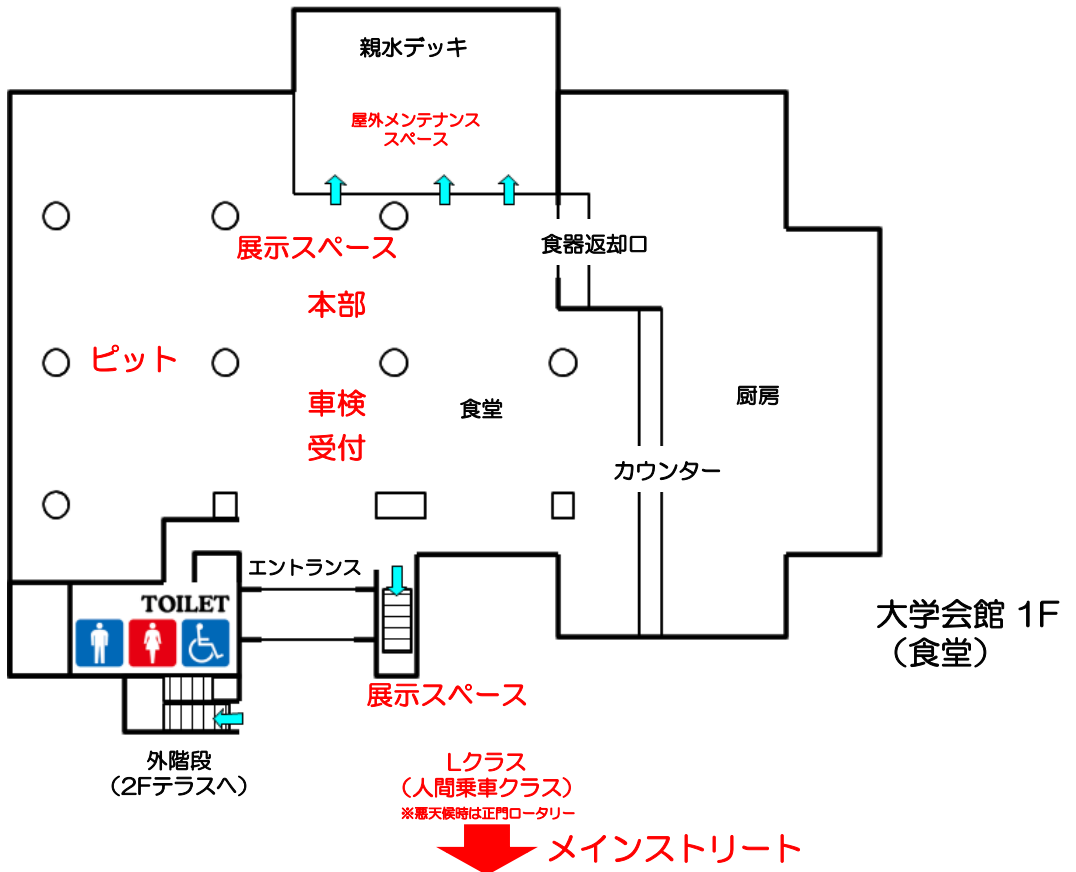 親水デッキ
屋外メンテナンス
スペース
展示スペース
食器返却口
本部
ピット
車検
受付
食堂
厨房
カウンター
エントランス
TOILET
大学会館 1F
（食堂）
展示スペース
外階段
（2Fテラスへ）
Lクラス
（人間乗車クラス）
※悪天候時は正門ロータリー
メインストリート